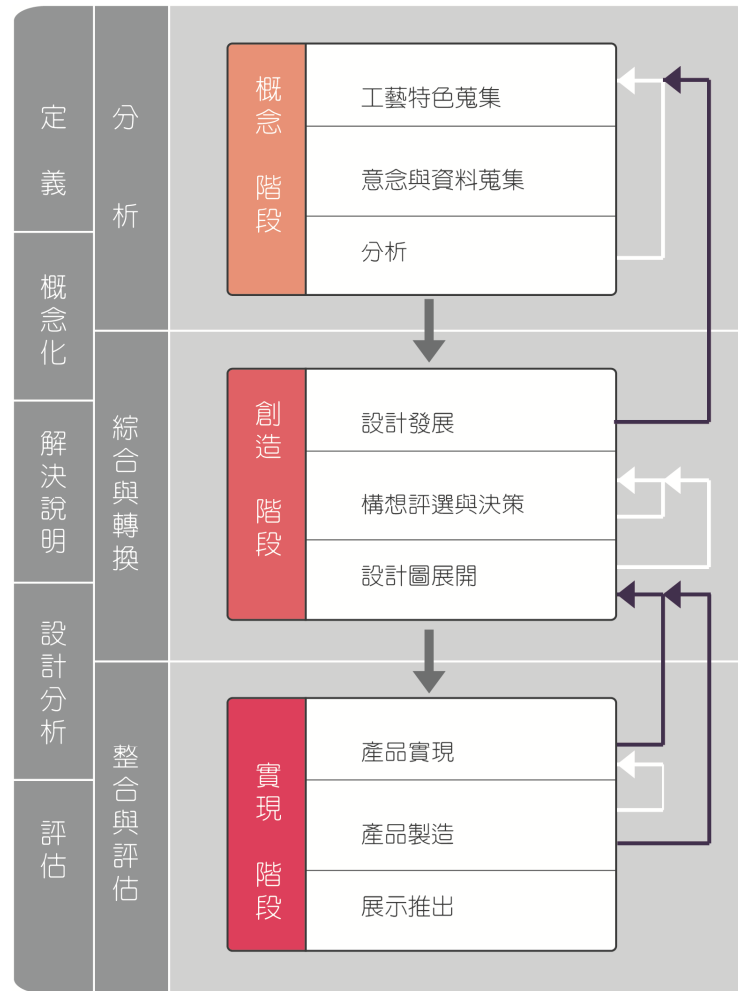 定義
概念化
解決說明
設計分析
評估
分析
綜合與轉換
整合與評估
概念 階段
工藝特色蒐集
意念與資料蒐集
分析
創造 階段
設計發展
構想評選與決策
設計圖展開
實現 階段
產品實現
產品製造
展示推出